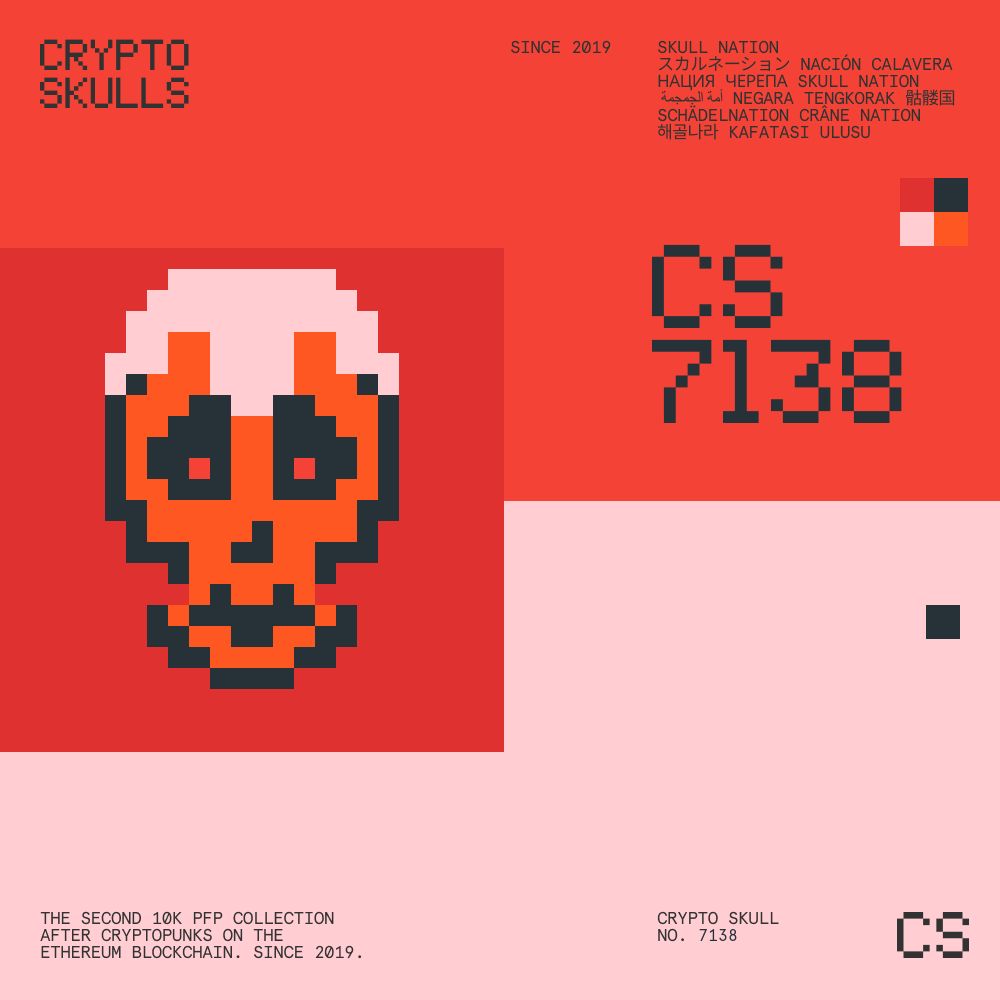 CRYPTO
SKULLS
SINCE 2019
SKULL NATION
スカルネーション NACIÓN CALAVERA
НАЦИЯ ЧЕРЕПА SKULL NATION
أمة الجمجمة NEGARA TENGKORAK 骷髅国
SCHÄDELNATION CRÂNE NATION
해골나라 KAFATASI ULUSU
CS
7138
THE SECOND 10K PFP COLLECTION
AFTER CRYPTOPUNKS ON THE
ETHEREUM BLOCKCHAIN. SINCE 2019.
CRYPTO SKULL
NO. 7138
CS